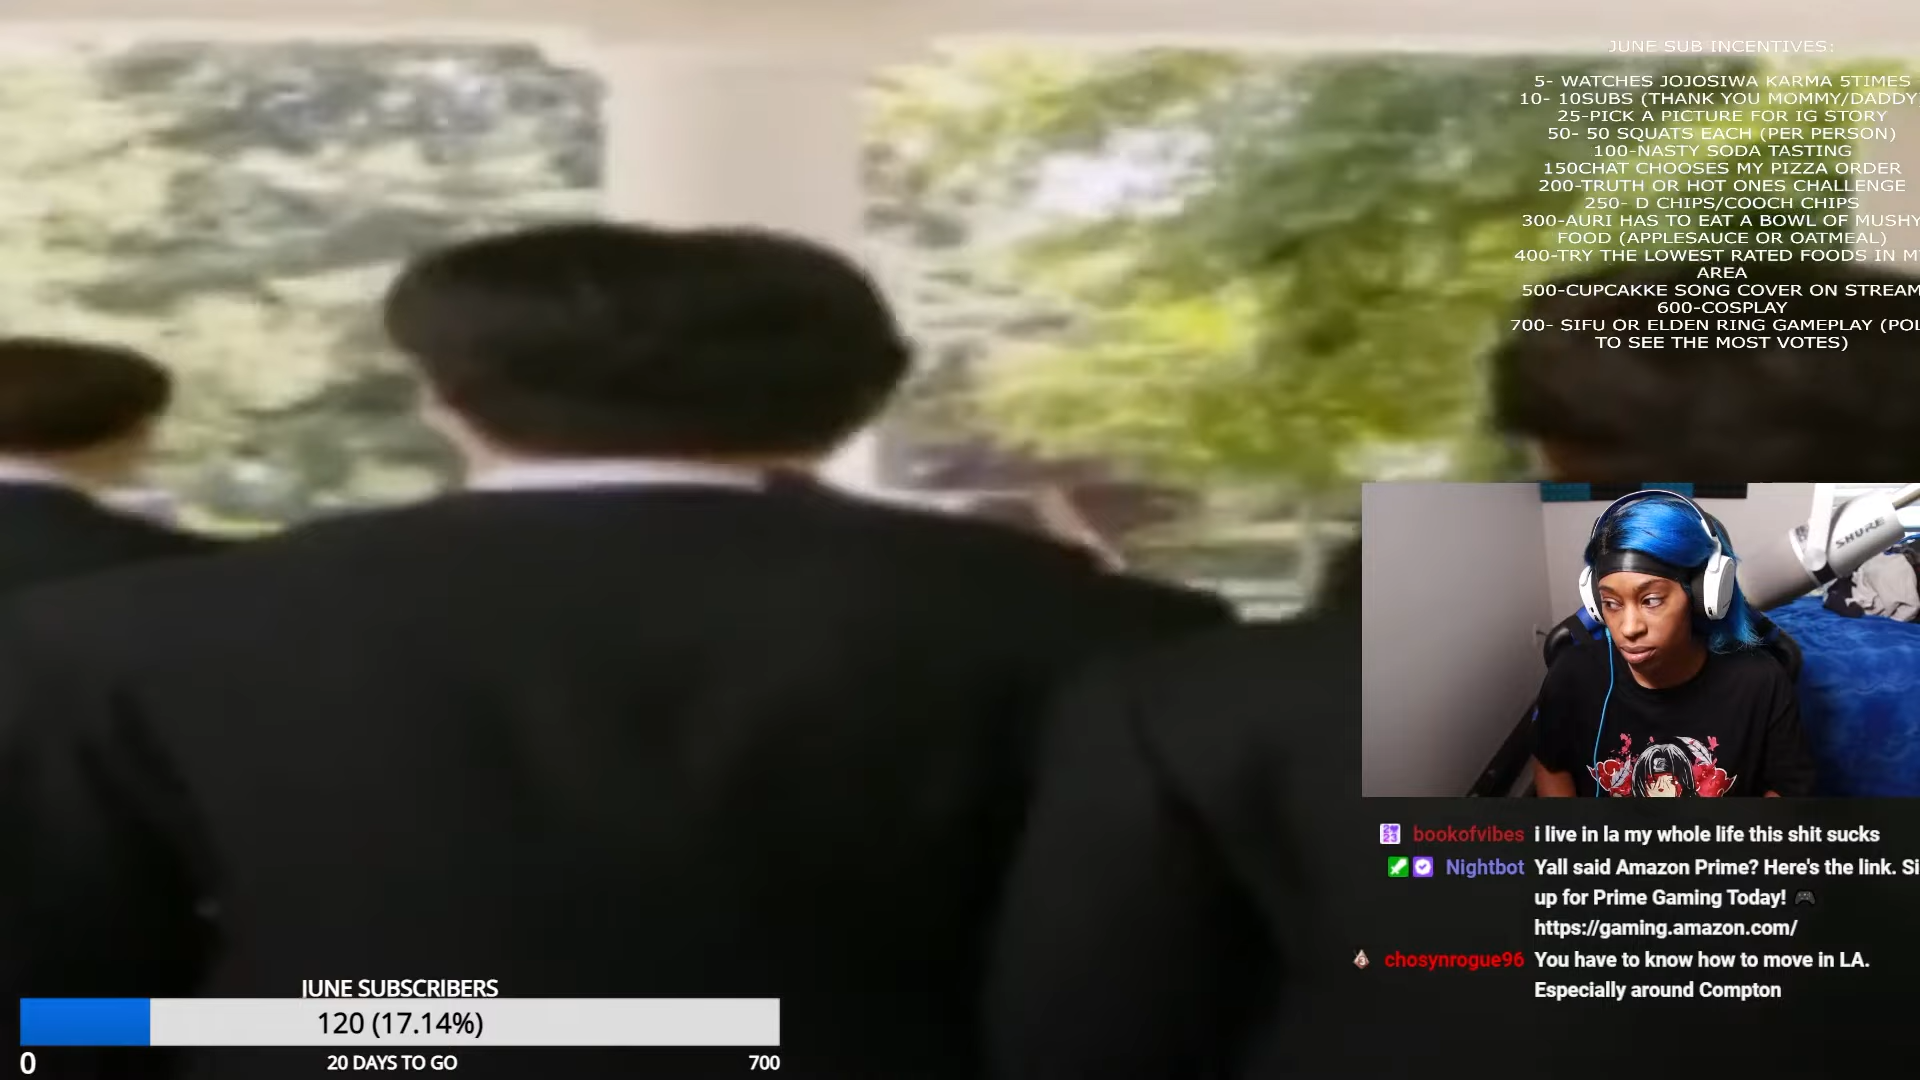 JUNE SUB INCENTIVES:
5- WATCHES JOJOSIWA KARMA 5TIMES
10- 10SUBS (THANK YOU MOMMY/DADDY
25-PICK A PICTURE FOR IG STORY
50- 50 SQUATS EACH (PER PERSON)
100-NASTY SODA TASTING
150CHAT CHOOSES MY PIZZA ORDER
200-TRUTH OR HOT ONES CHALLENGE
250- D CHIPS/COOCH CHIPS
300-AURI HAS TO EAT A BOWL OF MUSHY
FOOD (APPLESAUCE OR OATMEAL)
400-TRY THE LOWEST RATED FOODS IN M
AREA
500-CUPCAKKE SONG COVER ON STREAM
600-COSPLAY
700- SIFU OR ELDEN RING GAMEPLAY (POL
TO SEE THE MOST VOTES)
SHURE
bookofvibes i live in la my whole life this shit sucks
Nightbot Yall said Amazon Prime? Here's the link. Si
up for Prime Gaming Today! 🎮
https://gaming.amazon.com/
chosynrogue96 You have to know how to move in LA.
Especially around Compton
JUNE SUBSCRIBERS
120 (17.14%)
0 20 DAYS TO GO 700